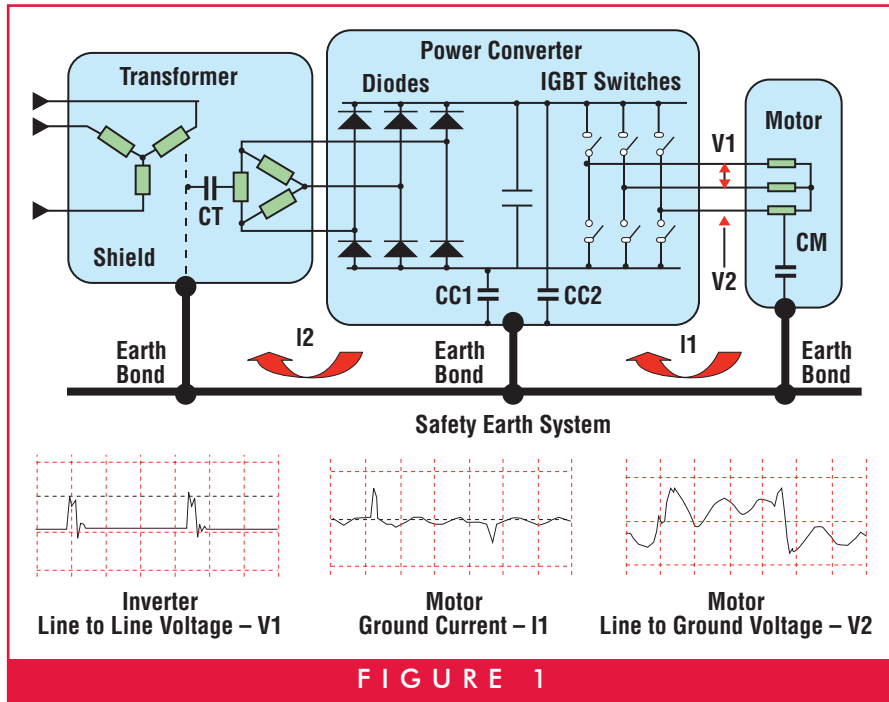 Power Converter
Transformer
Diodes
IGBT Switches
Motor
V1
CT
CM
Shield
V2
CC1
CC2
I2
I1
Earth
Bond
Earth
Bond
Earth
Bond
Safety Earth System
Inverter
Line to Line Voltage – V1
Motor
Ground Current – I1
Motor
Line to Ground Voltage – V2
FIGURE 1